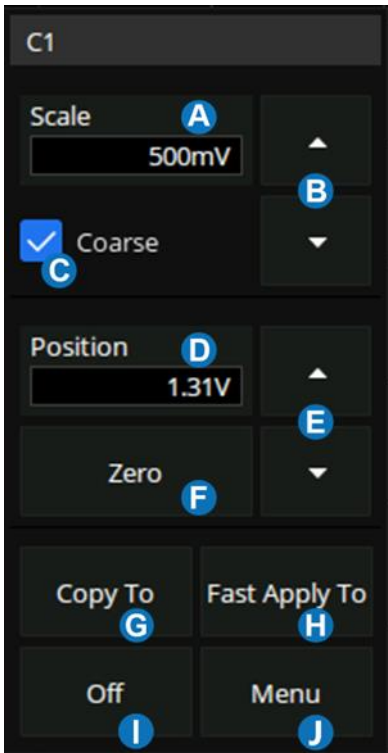 C1
Scale A
500mV
B
Coarse
C
Position D
1.31V
E
Zero
F
Copy To Fast Apply To
G H
Off Menu
I J